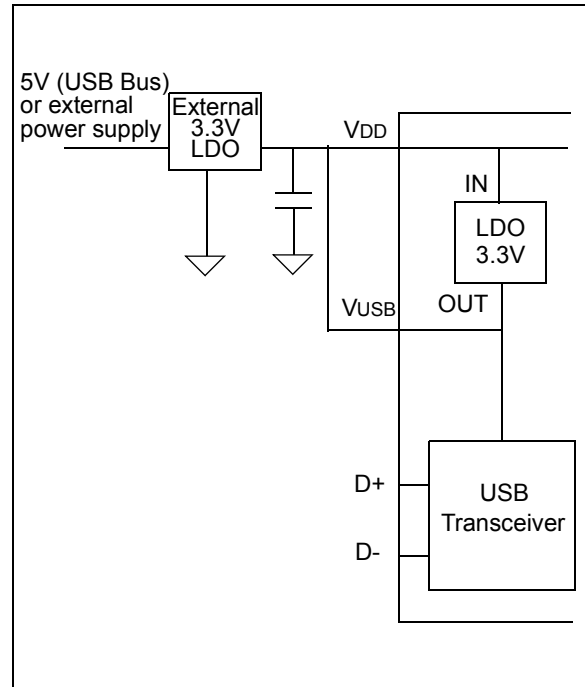 5V (USB Bus)
or external
power supply
External
3.3V
LDO
VDD
IN
LDO
3.3V
OUT
VUSB
D+
D-
USB
Transceiver